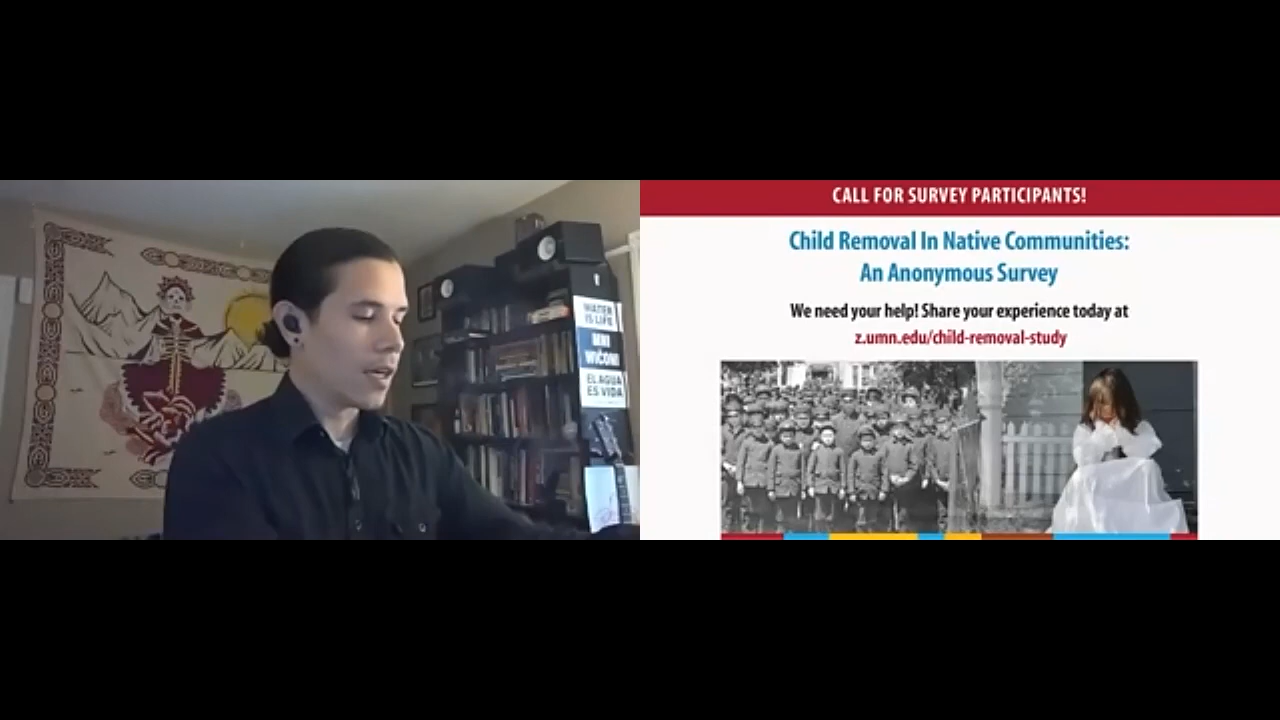 WATER
IS LIFE
MNI
WIČONI
EL AGUA
ES VIDA
CALL FOR SURVEY PARTICIPANTS!
Child Removal In Native Communities:
An Anonymous Survey
We need your help! Share your experience today at
z.umn.edu/child-removal-study